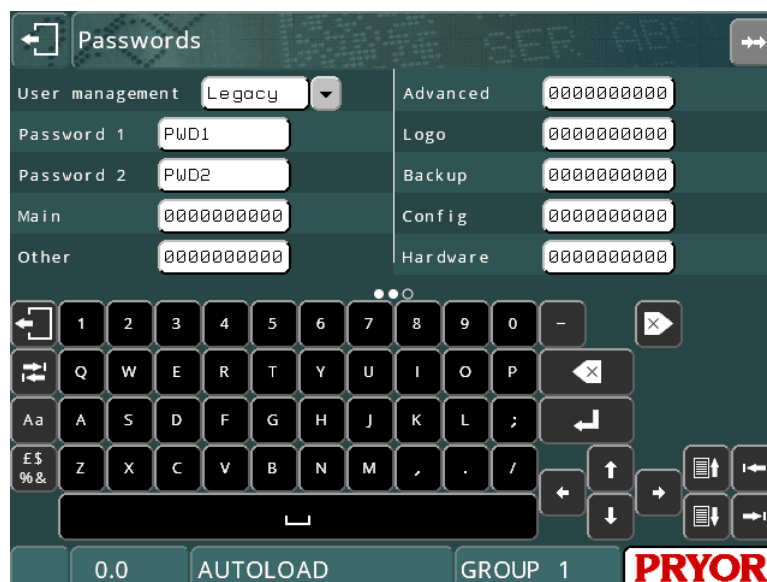 Passwords
User management Legacy
Password 1 PWD1
Password 2 PWD2
Main 0000000000
Other 0000000000
Advanced 0000000000
Logo 0000000000
Backup 0000000000
Config 0000000000
Hardware 0000000000
1 2 3 4 5 6 7 8 9 0 -
Q W E R T Y U I O P
Aa A S D F G H J K L ;
£$%& Z X C V B N M , . /
0.0 AUTOLOAD GROUP 1 PRYOR